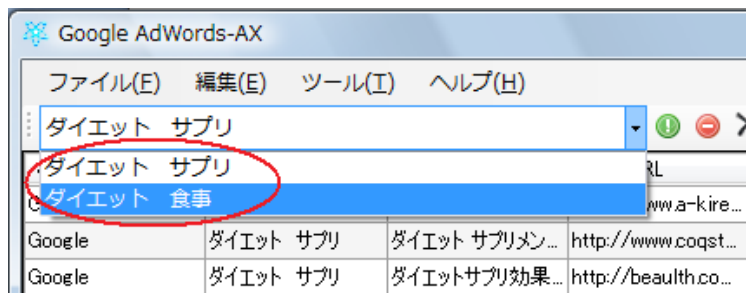 Google AdWords-AX
ファイル(F) 編集(E) ツール(T) ヘルプ(H)
ダイエット サプリ
ダイエット サプリ
RL
ダイエット 食事
ww.a-kire...
Google ダイエット サプリ ダイエット サプリメン... http://www.coqst...
Google ダイエット サプリ ダイエットサプリ効果... http://beaulth.co...